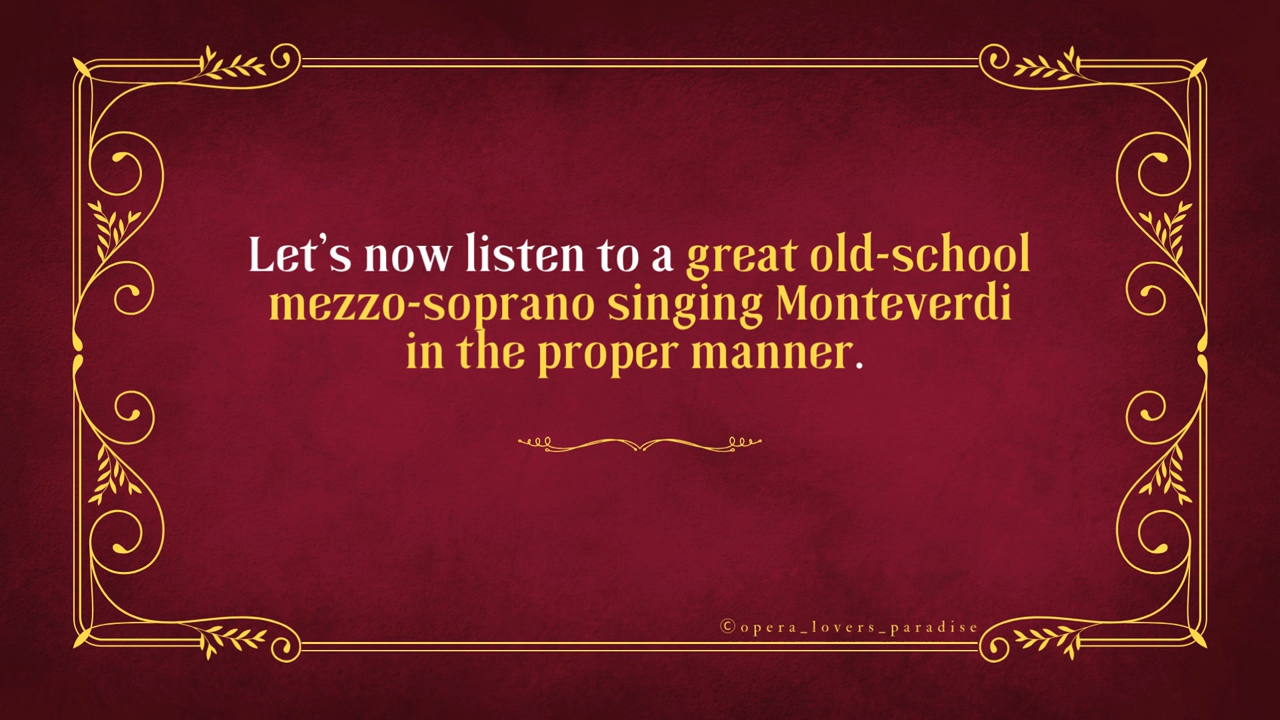 Let's now listen to a great old-school
mezzo-soprano singing Monteverdi
in the proper manner.
©opera_lovers_paradise